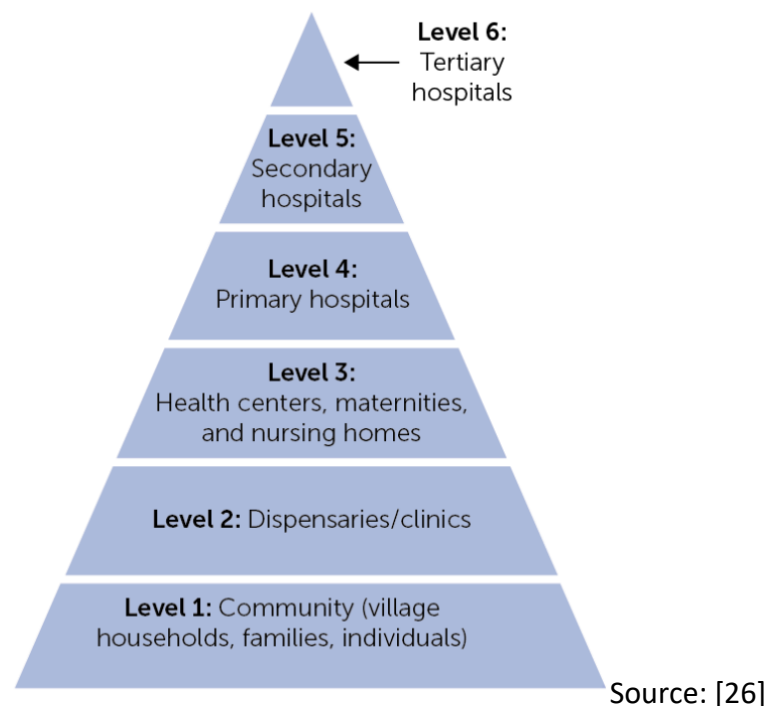 Level 6:
Tertiary
hospitals
Level 5:
Secondary
hospitals
Level 4:
Primary hospitals
Level 3:
Health centers, maternities,
and nursing homes
Level 2: Dispensaries/clinics
Level 1: Community (village
households, families, individuals)
Source: [26]